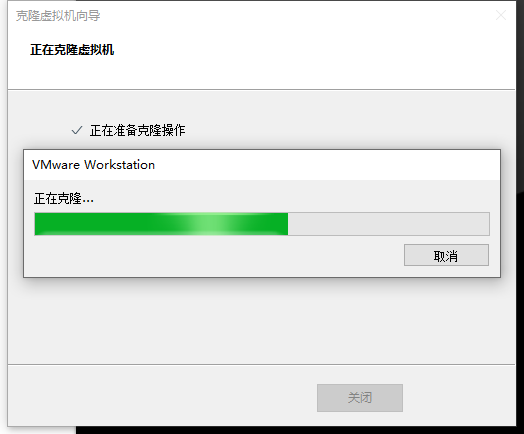 克隆虚拟机向导
正在克隆虚拟机
正在准备克隆操作
VMware Workstation
正在克隆...
取消
关闭